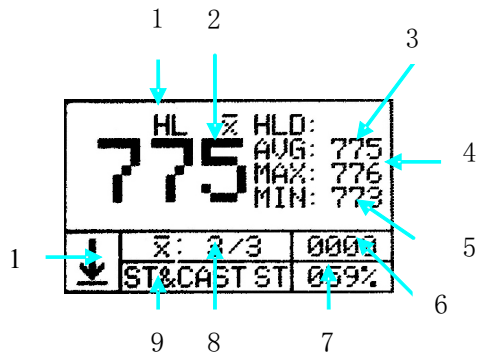 1 2 3
HL x̄ HLD:
775 AVG: 775
MAX: 776 4
MIN: 773
1 x̄: 3/3 0003 5
ST&CAST ST 059% 6
9 8 7